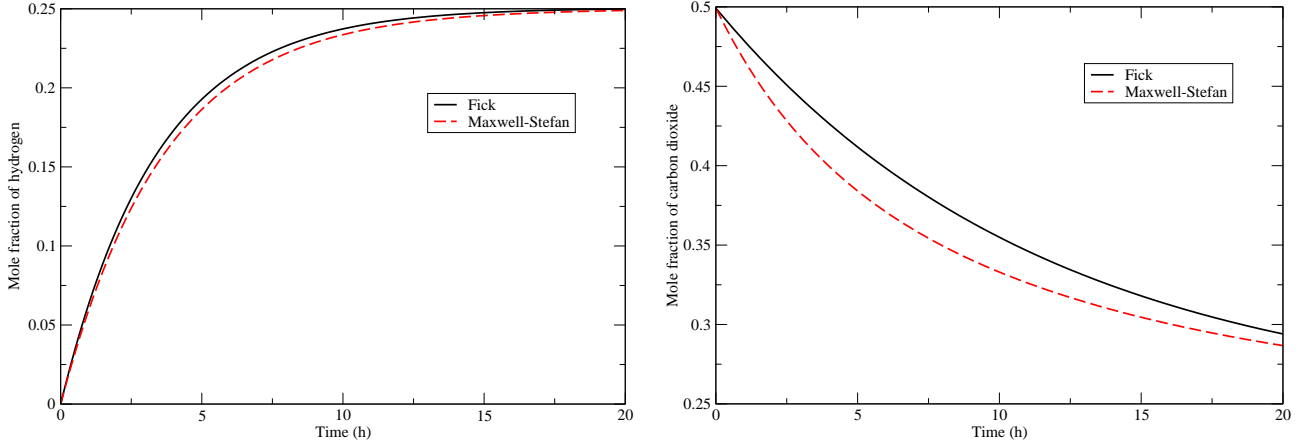 Mole fraction of hydrogen
0.25
0.2
0.15
0.1
0.05
0
0 5 10 15 20
Time (h)
Fick
Maxwell-Stefan
Mole fraction of carbon dioxide
0.5
0.45
0.4
0.35
0.3
0.25
0 5 10 15 20
Time (h)
Fick
Maxwell-Stefan